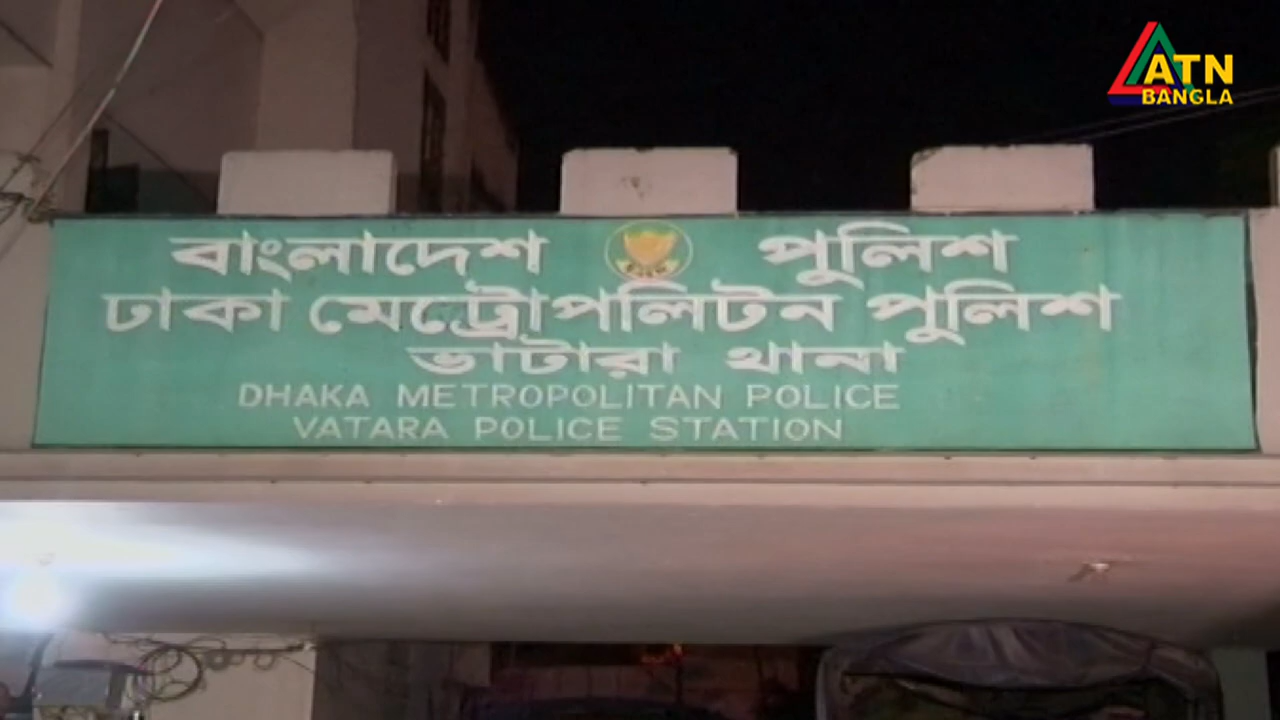 ATN
BANGLA
বাংলাদেশ পুলিশ
ঢাকা মেট্রোপলিটন পুলিশ
ভাটারা থানা
DHAKA METROPOLITAN POLICE
VATARA POLICE STATION